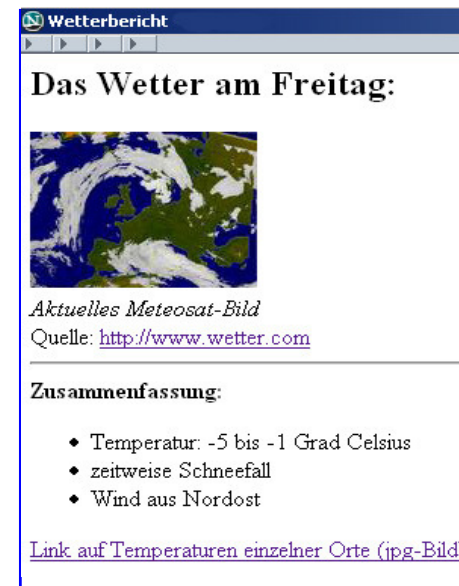 Wetterbericht
Das Wetter am Freitag:
Aktuelles Meteosat-Bild
Quelle: http://www.wetter.com
Zusammenfassung:
Temperatur: -5 bis -1 Grad Celsius
zeitweise Schneefall
Wind aus Nordost
Link auf Temperaturen einzelner Orte (jpg-Bild